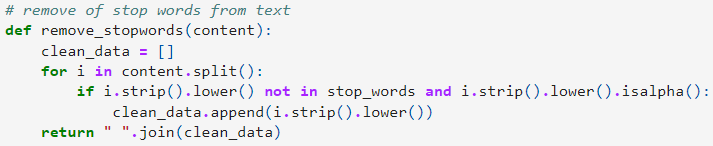 # remove of stop words from text
def remove_stopwords(content):
    clean_data = []
    for i in content.split():
        if i.strip().lower() not in stop_words and i.strip().lower().isalpha():
            clean_data.append(i.strip().lower())
    return " ".join(clean_data)